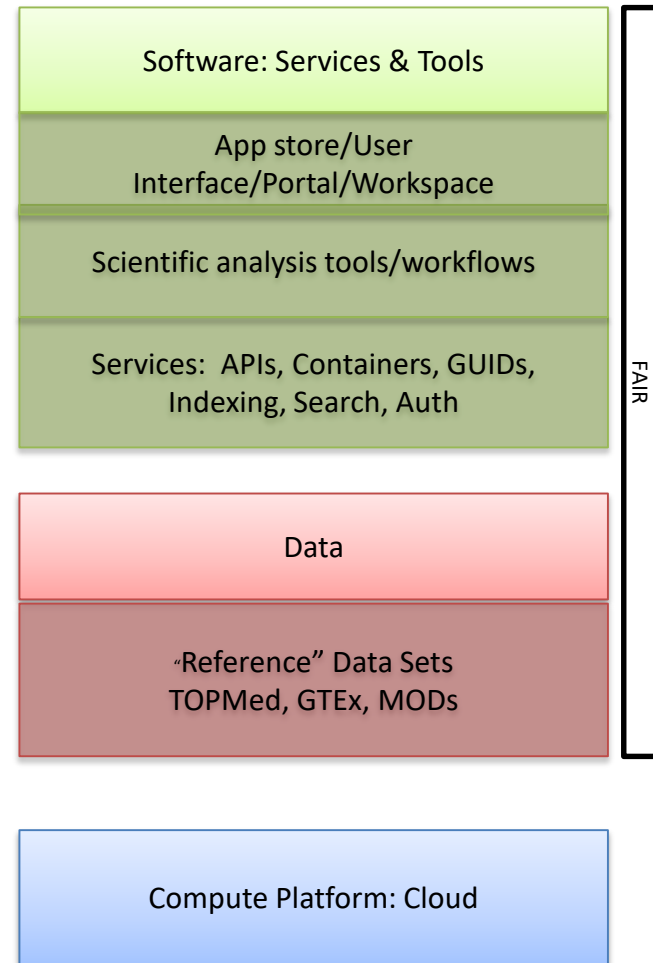 Software: Services & Tools
App store/User
Interface/Portal/Workspace
Scientific analysis tools/workflows
Services:  APIs, Containers, GUIDs,
Indexing, Search, Auth
FAIR
Data
“Reference” Data Sets
TOPMed, GTEx, MODs
Compute Platform: Cloud